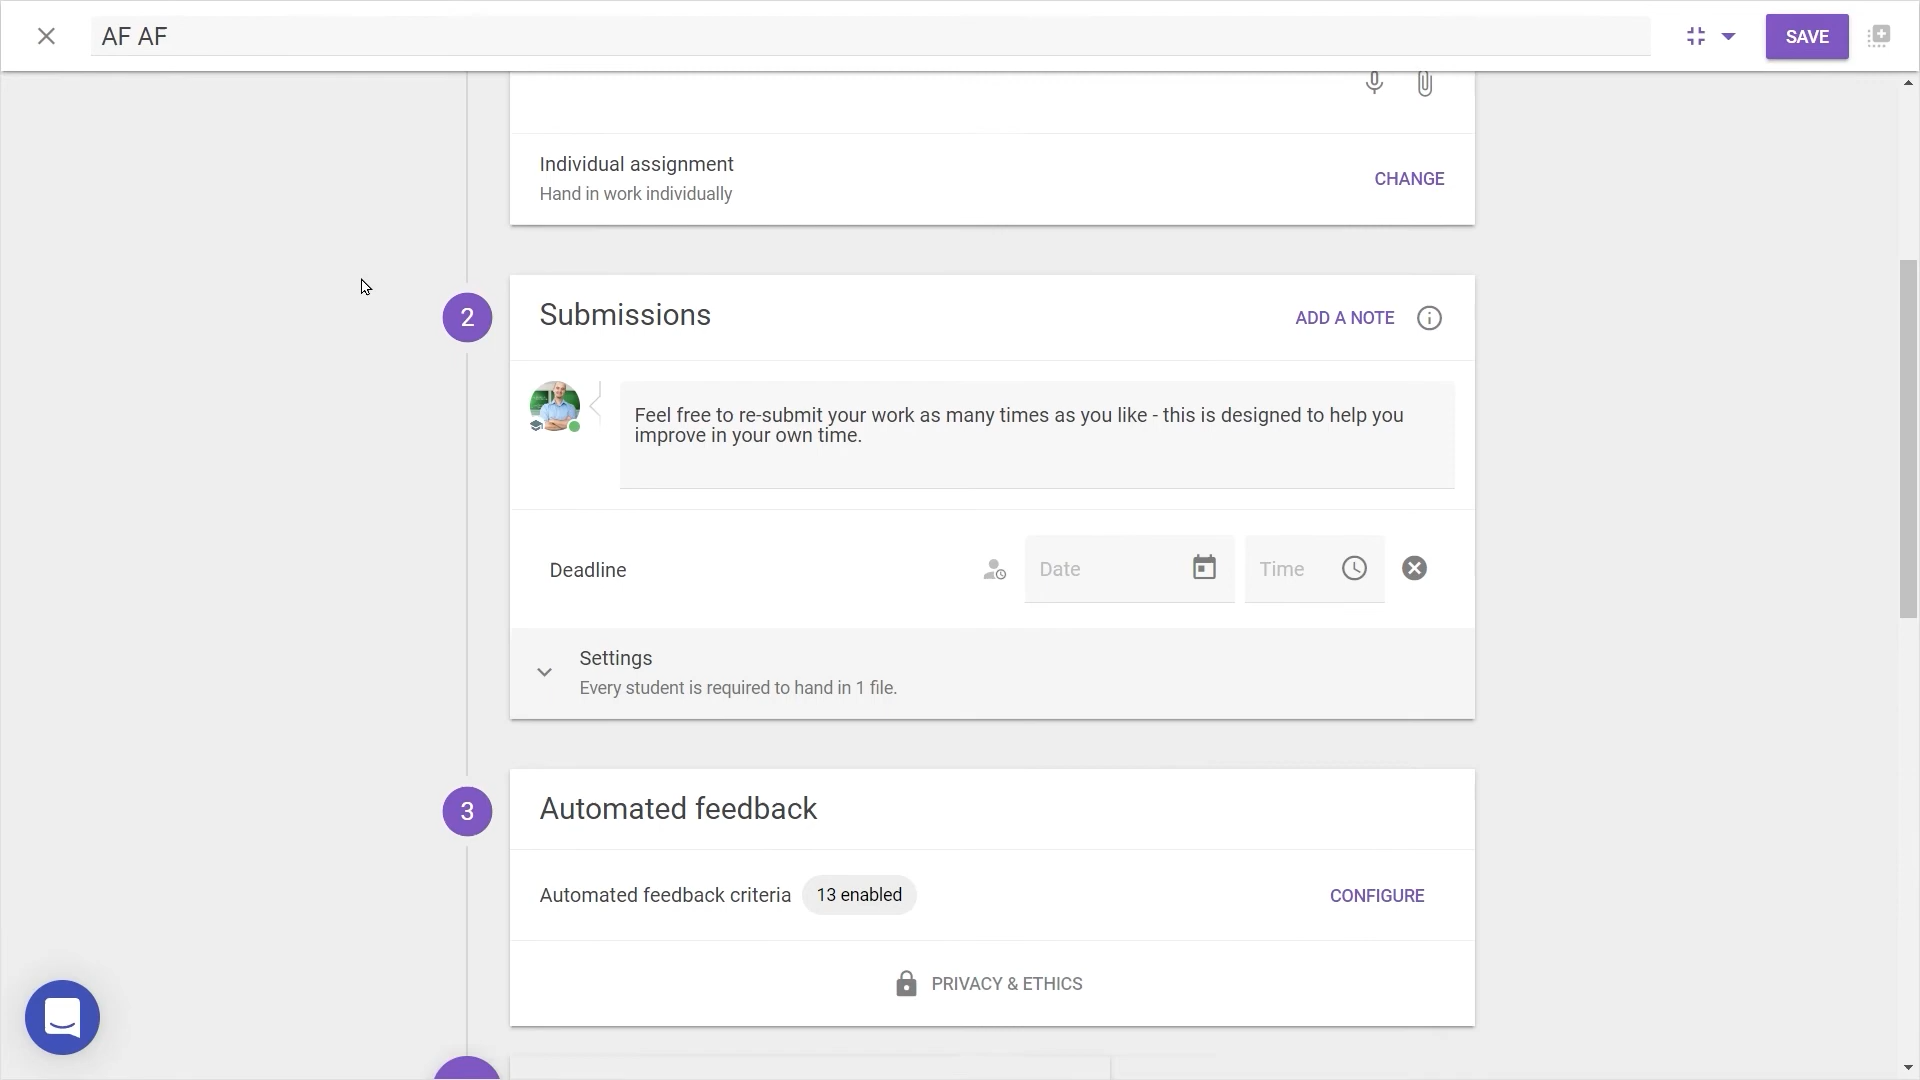 AF AF
SAVE
Individual assignment
Hand in work individually
CHANGE
2
Submissions
ADD A NOTE
Feel free to re-submit your work as many times as you like - this is designed to help you
improve in your own time.
Deadline
Date
Time
Settings
Every student is required to hand in 1 file.
3
Automated feedback
Automated feedback criteria
13 enabled
CONFIGURE
PRIVACY & ETHICS